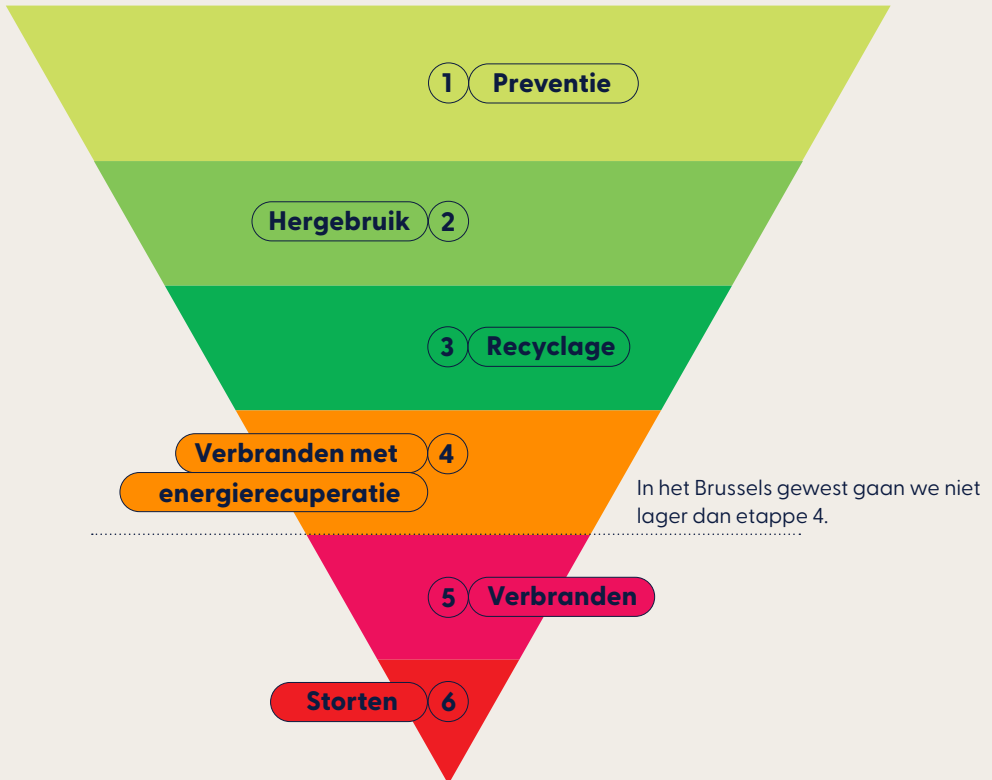 1 Preventie
Hergebruik 2
3 Recyclage
Verbranden met 4
energierecuperatie
In het Brussels gewest gaan we niet
lager dan etappe 4.
5 Verbranden
Storten 6